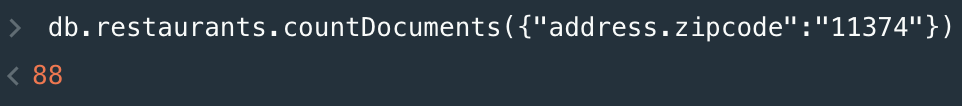 > db.restaurants.countDocuments({"address.zipcode":"11374"})
< 88